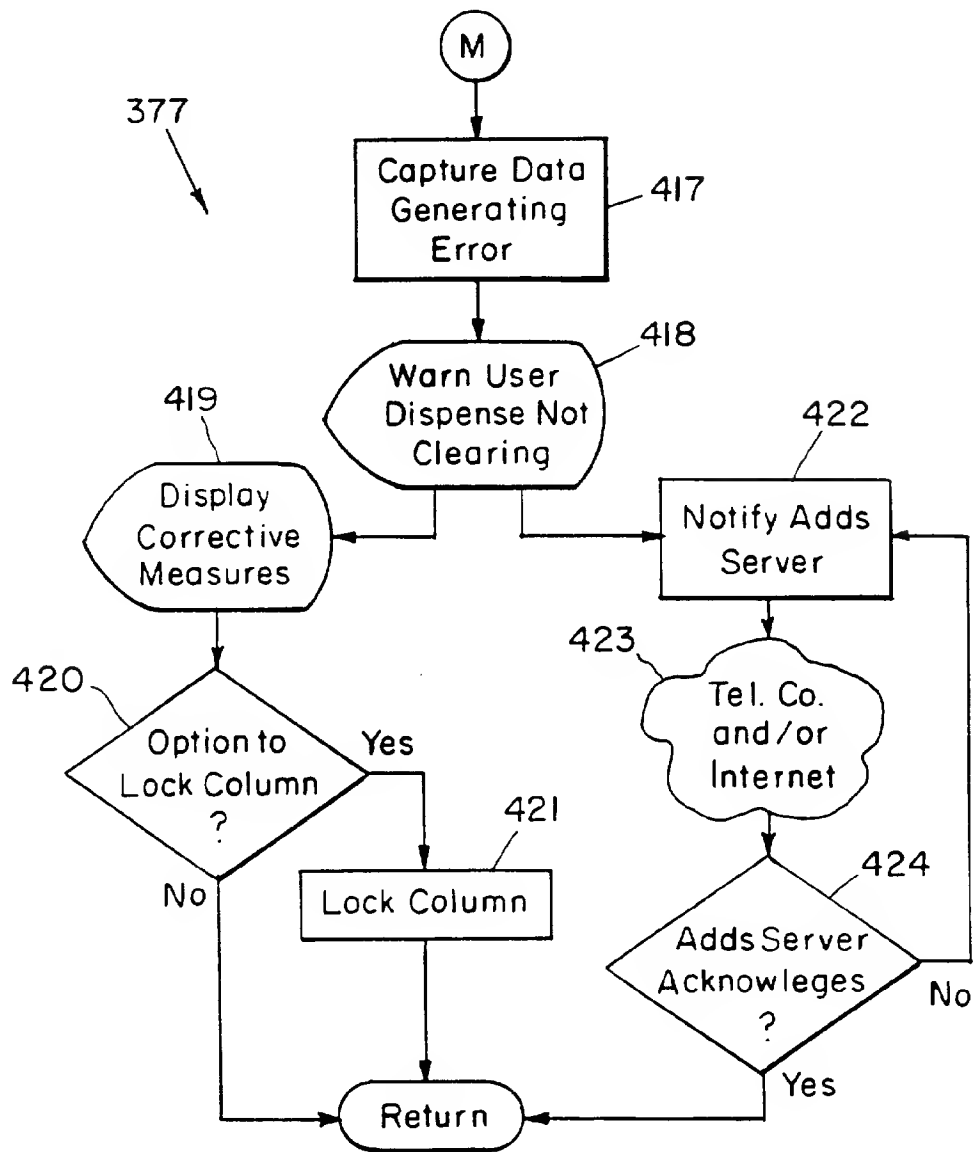 M
377
Capture Data
Generating
Error
417
Warn User
Dispense Not
Clearing
418
419
Display
Corrective
Measures
422
Notify Adds
Server
423
Tel. Co.
and/or
Internet
420
Option to
Lock Column
?
Yes
No
421
Lock Column
424
Adds Server
Acknowleges
?
No
Yes
Return